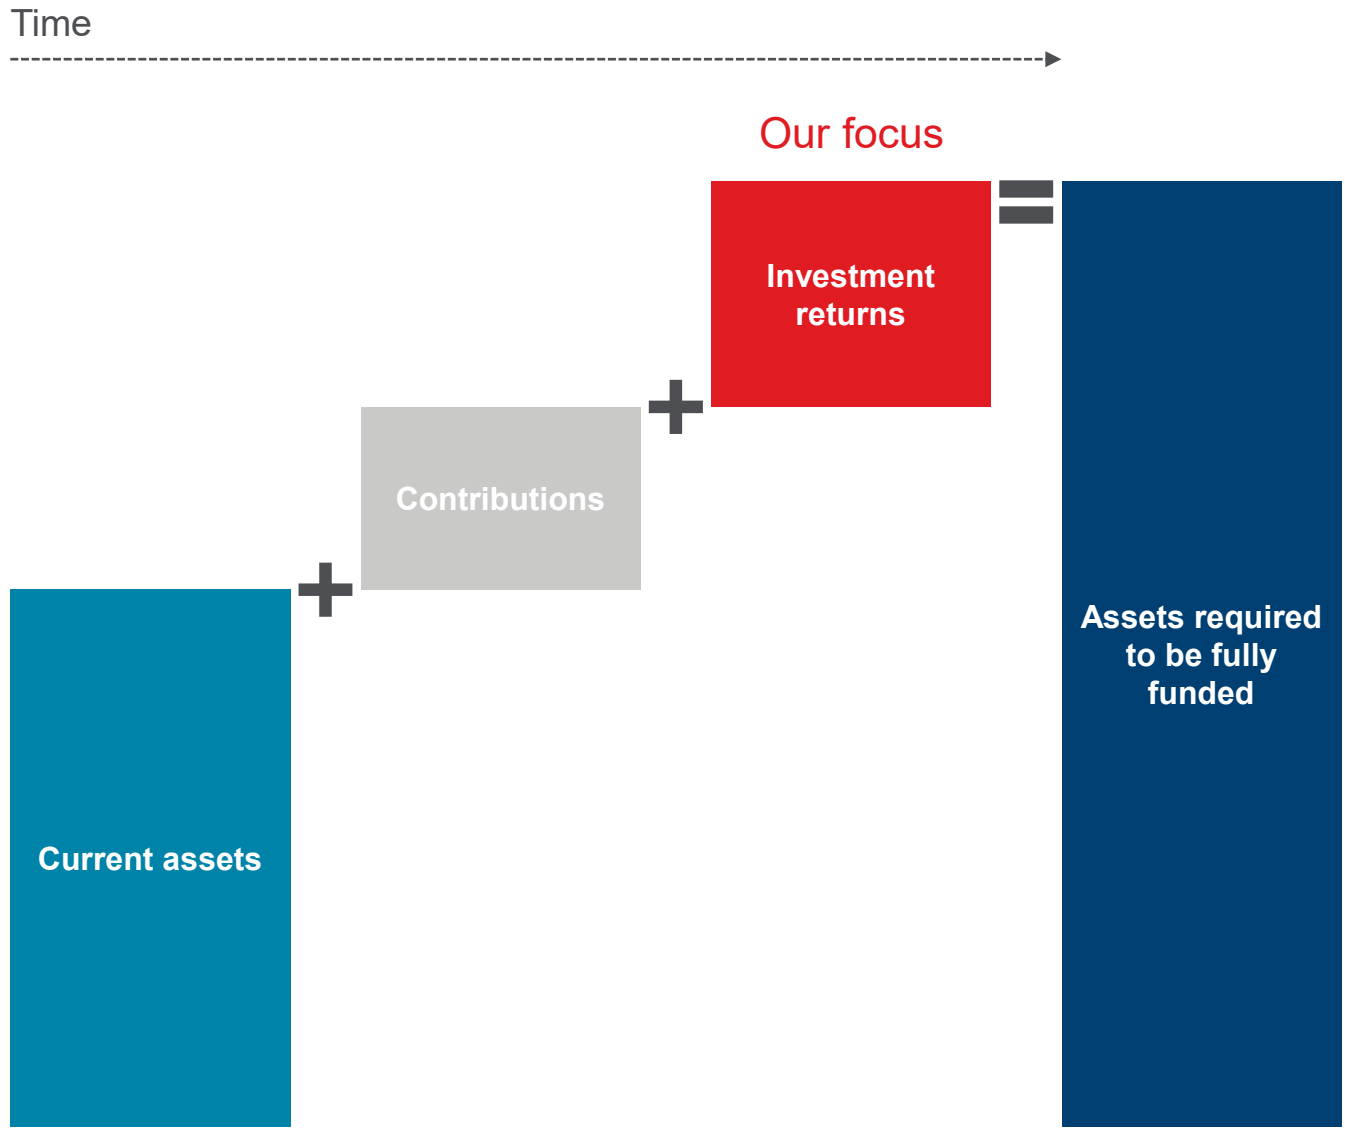 Time
Our focus
Investment
returns
Contributions
Assets required
to be fully
funded
Current assets